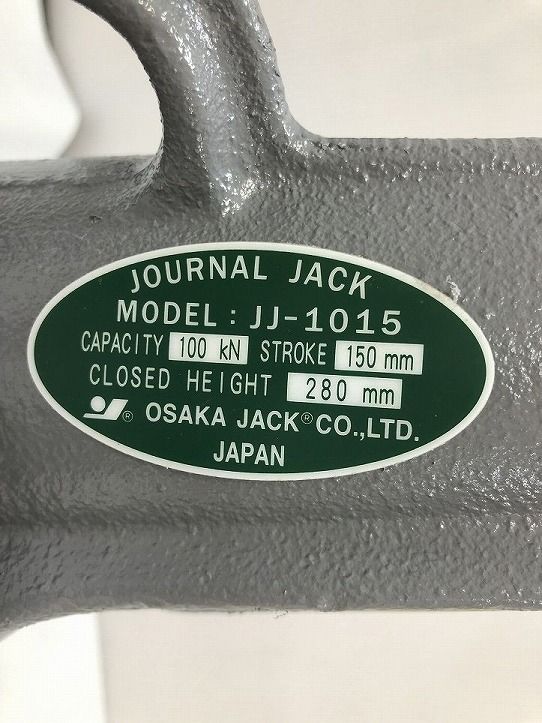 JOURNAL JACK
MODEL : JJ-1015
CAPACITY 100 kN STROKE 150 mm
CLOSED HEIGHT 280 mm
® OSAKA JACK® CO.,LTD.
JAPAN